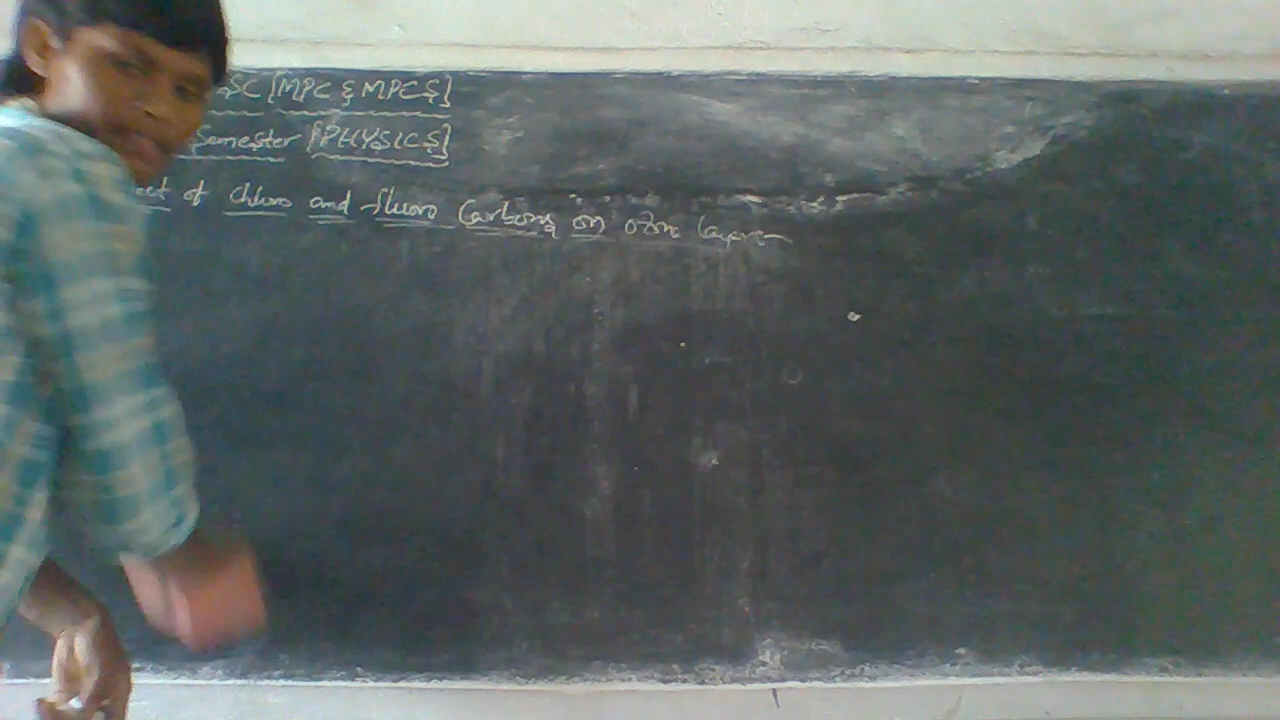 SC [MPC & MPCS]
Semester [PHYSICS]
ect of chloro and fluoro Carbons on ozone layer:-